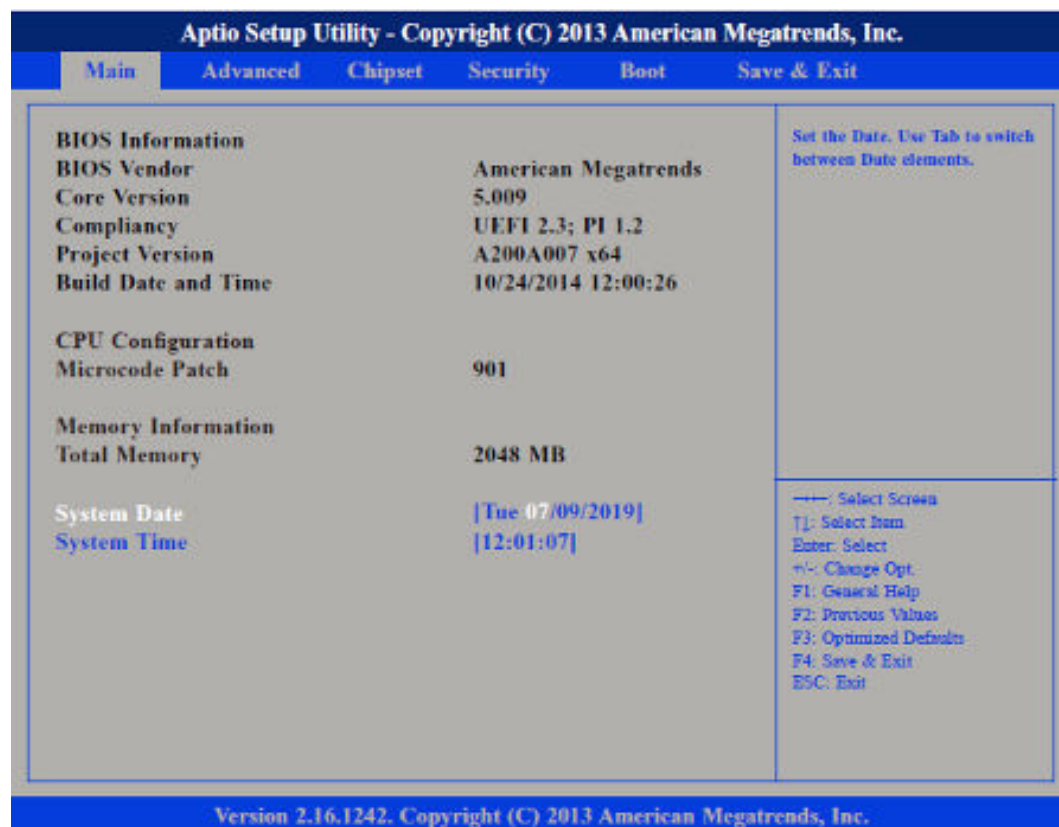 Aptio Setup Utility - Copyright (C) 2013 American Megatrends, Inc.
Main Advanced Chipset Security Boot Save & Exit
BIOS Information
BIOS Vendor American Megatrends
Core Version 5.009
Compliancy UEFI 2.3; PI 1.2
Project Version A200A007 x64
Build Date and Time 10/24/2014 12:00:26
CPU Configuration
Microcode Patch 901
Memory Information
Total Memory 2048 MB
System Date [Tue 07/09/2019]
System Time [12:01:07]
Set the Date. Use Tab to switch
between Date elements.
→←: Select Screen
↑↓: Select Item
Enter: Select
+/-: Change Opt.
F1: General Help
F2: Previous Values
F3: Optimized Defaults
F4: Save & Exit
ESC: Exit
Version 2.16.1242. Copyright (C) 2013 American Megatrends, Inc.